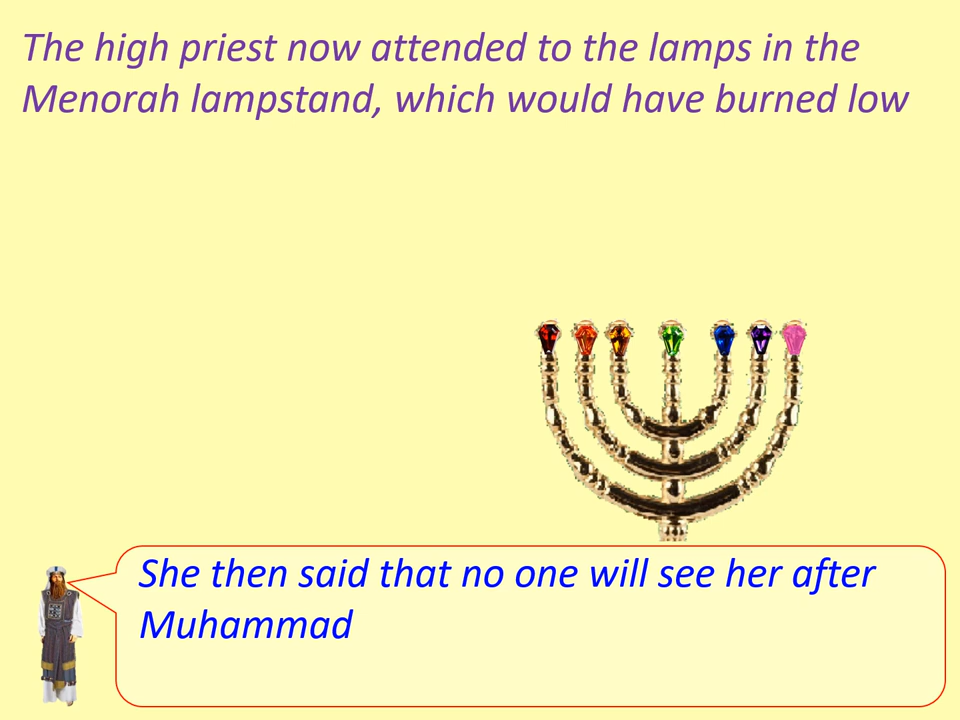 The high priest now attended to the lamps in the
Menorah lampstand, which would have burned low
She then said that no one will see her after
Muhammad